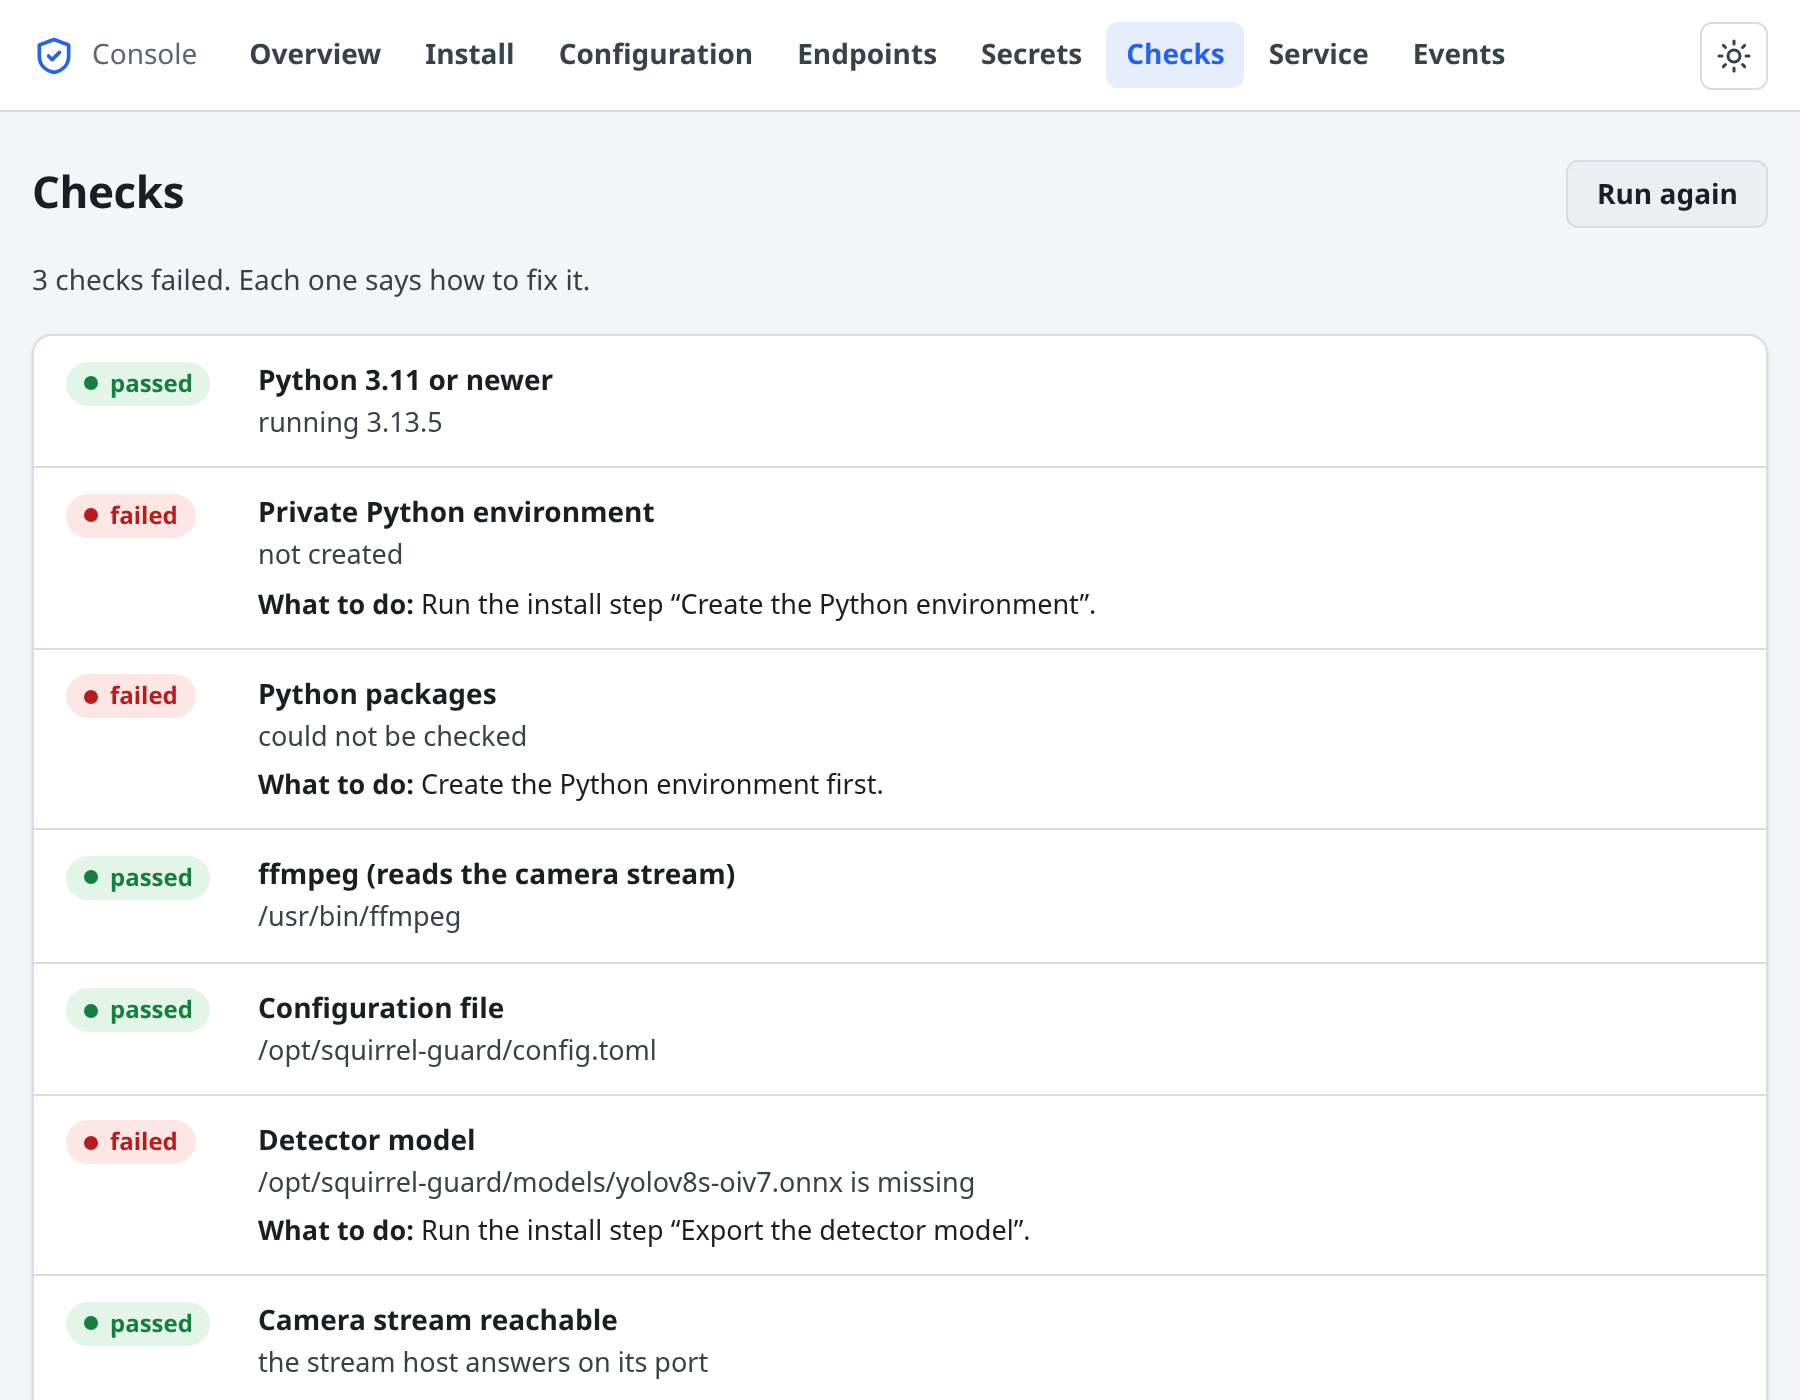 Console Overview Install Configuration Endpoints Secrets Checks Service Events
Checks
Run again
3 checks failed. Each one says how to fix it.
passed Python 3.11 or newer
running 3.13.5
failed Private Python environment
not created
What to do: Run the install step “Create the Python environment”.
failed Python packages
could not be checked
What to do: Create the Python environment first.
passed ffmpeg (reads the camera stream)
/usr/bin/ffmpeg
passed Configuration file
/opt/squirrel-guard/config.toml
failed Detector model
/opt/squirrel-guard/models/yolov8s-oiv7.onnx is missing
What to do: Run the install step “Export the detector model”.
passed Camera stream reachable
the stream host answers on its port